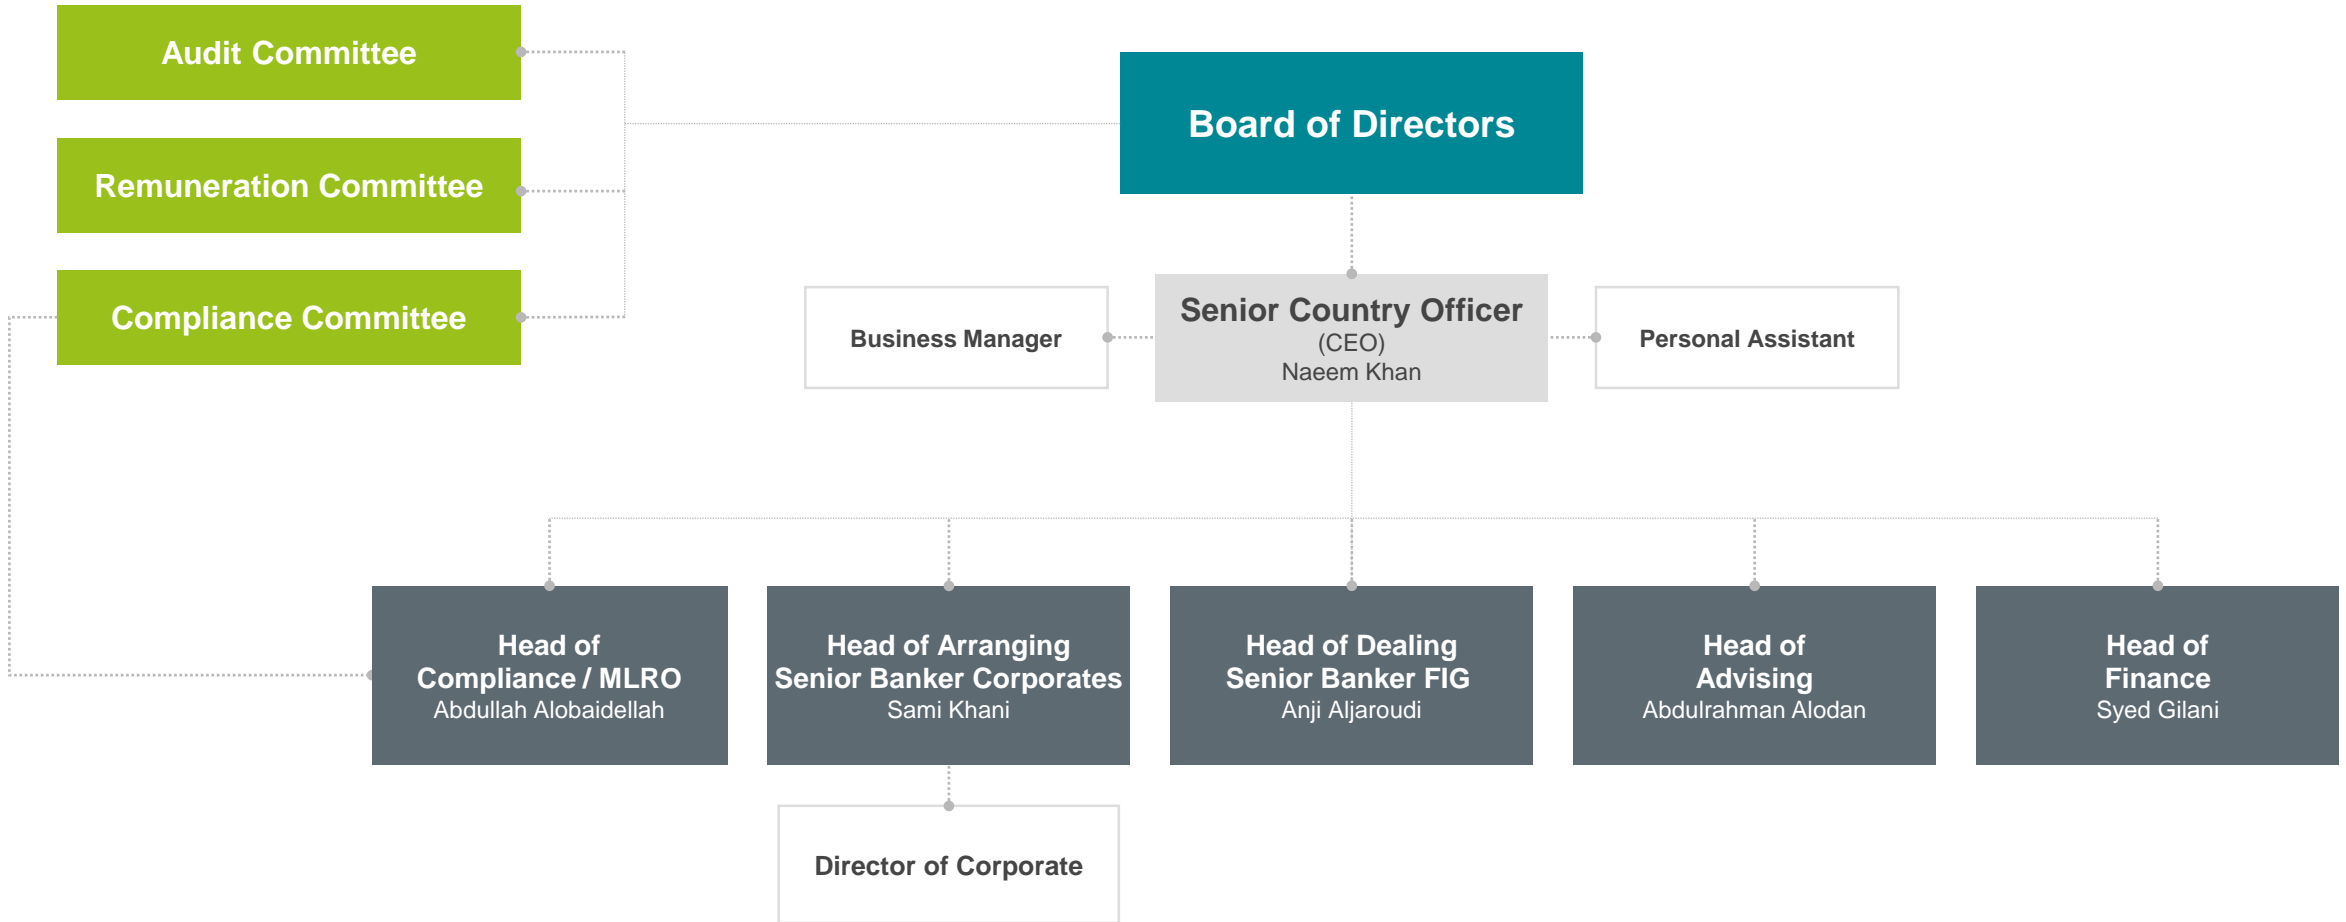 Audit Committee
Board of Directors
Remuneration Committee
Compliance Committee
Business Manager
Senior Country Officer
(CEO)
Naeem Khan
Personal Assistant
Head of
Compliance / MLRO
Abdullah Alobaidellah
Head of Arranging
Senior Banker Corporates
Sami Khani
Head of Dealing
Senior Banker FIG
Anji Aljaroudi
Head of
Advising
Abdulrahman Alodan
Head of
Finance
Syed Gilani
Director of Corporate